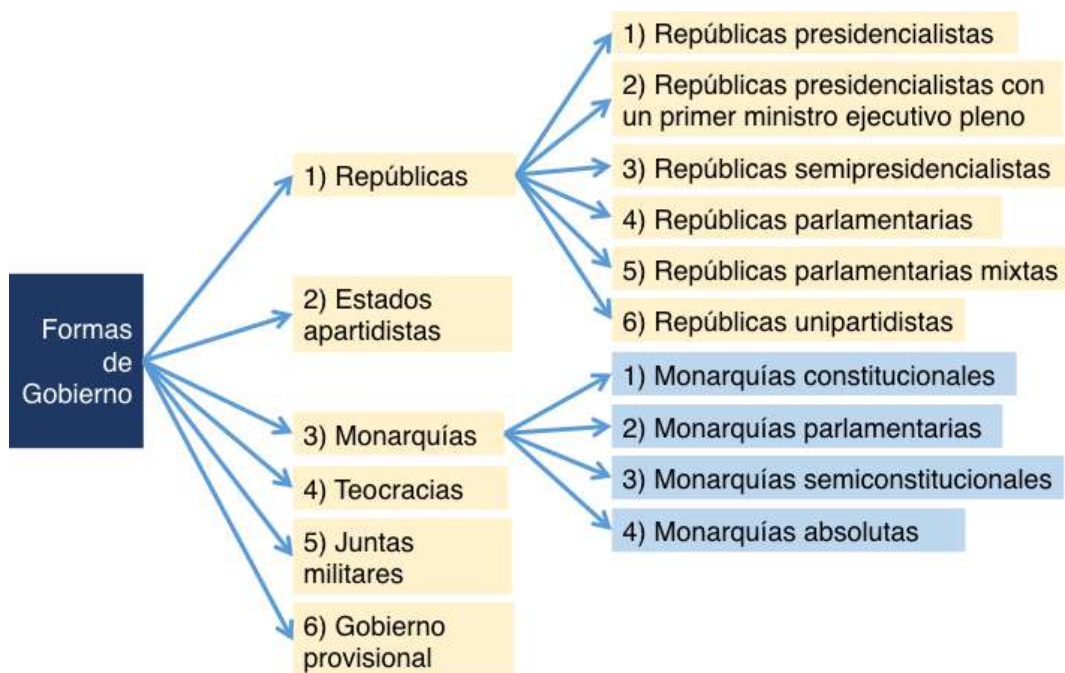 Formas
de
Gobierno
1) Repúblicas
2) Estados
apartidistas
3) Monarquías
4) Teocracias
5) Juntas
militares
6) Gobierno
provisional
1) Repúblicas presidencialistas
2) Repúblicas presidencialistas con
un primer ministro ejecutivo pleno
3) Repúblicas semipresidencialistas
4) Repúblicas parlamentarias
5) Repúblicas parlamentarias mixtas
6) Repúblicas unipartidistas
1) Monarquías constitucionales
2) Monarquías parlamentarias
3) Monarquías semiconstitucionales
4) Monarquías absolutas